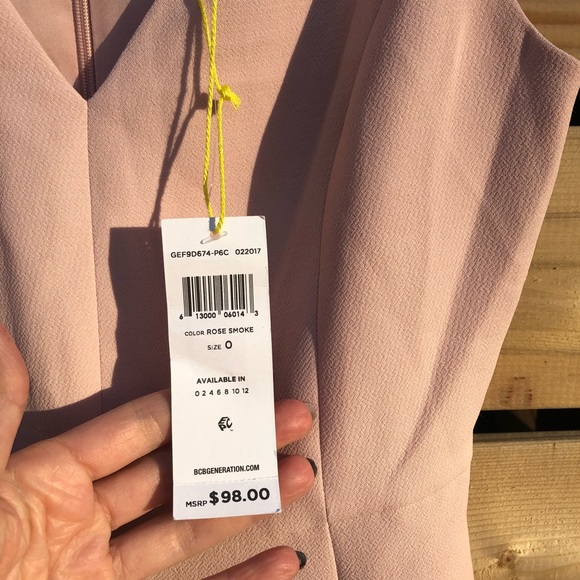 GEF9D674-P6C 022017
6 13000 06014 3
COLOR ROSE SMOKE
SIZE 0
AVAILABLE IN
0 2 4 6 8 10 12
BCBGENERATION.COM
MSRP $98.00